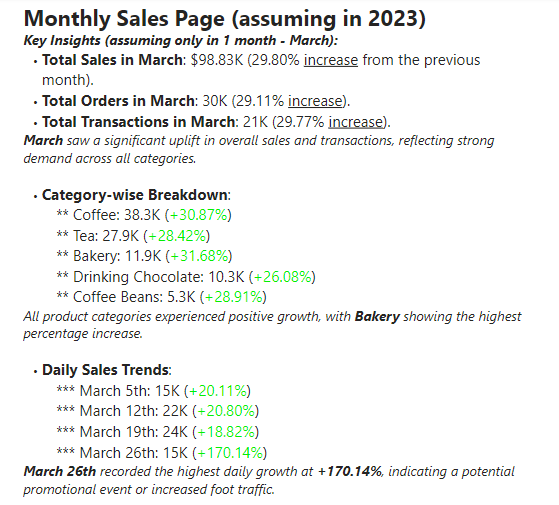 Monthly Sales Page (assuming in 2023)
Key Insights (assuming only in 1 month - March):
• Total Sales in March: $98.83K (29.80% increase from the previous
month).
• Total Orders in March: 30K (29.11% increase).
• Total Transactions in March: 21K (29.77% increase).
March saw a significant uplift in overall sales and transactions, reflecting strong
demand across all categories.
• Category-wise Breakdown:
** Coffee: 38.3K (+30.87%)
** Tea: 27.9K (+28.42%)
** Bakery: 11.9K (+31.68%)
** Drinking Chocolate: 10.3K (+26.08%)
** Coffee Beans: 5.3K (+28.91%)
All product categories experienced positive growth, with Bakery showing the highest
percentage increase.
• Daily Sales Trends:
*** March 5th: 15K (+20.11%)
*** March 12th: 22K (+20.80%)
*** March 19th: 24K (+18.82%)
*** March 26th: 15K (+170.14%)
March 26th recorded the highest daily growth at +170.14%, indicating a potential
promotional event or increased foot traffic.